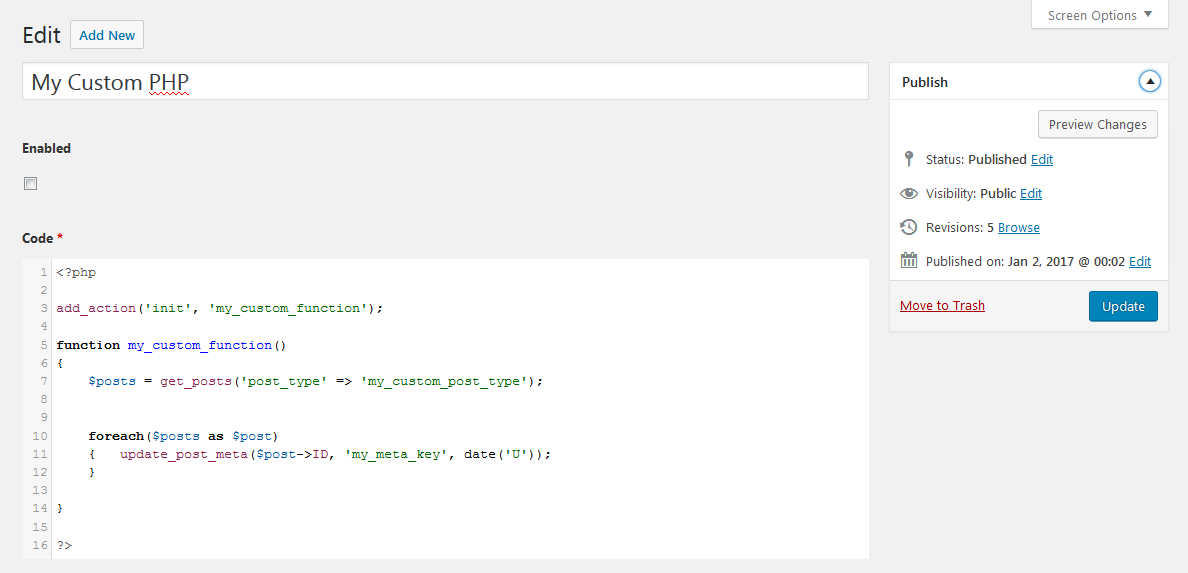 Screen Options
Edit Add New
My Custom PHP
Enabled
Code *
1 <?php
2
3 add_action('init', 'my_custom_function');
4
5 function my_custom_function()
6 {
7     $posts = get_posts('post_type' => 'my_custom_post_type');
8
9
10     foreach($posts as $post)
11     {   update_post_meta($post->ID, 'my_meta_key', date('U'));
12     }
13
14 }
15
16 ?>
Publish
Preview Changes
Status: Published Edit
Visibility: Public Edit
Revisions: 5 Browse
Published on: Jan 2, 2017 @ 00:02 Edit
Move to Trash Update